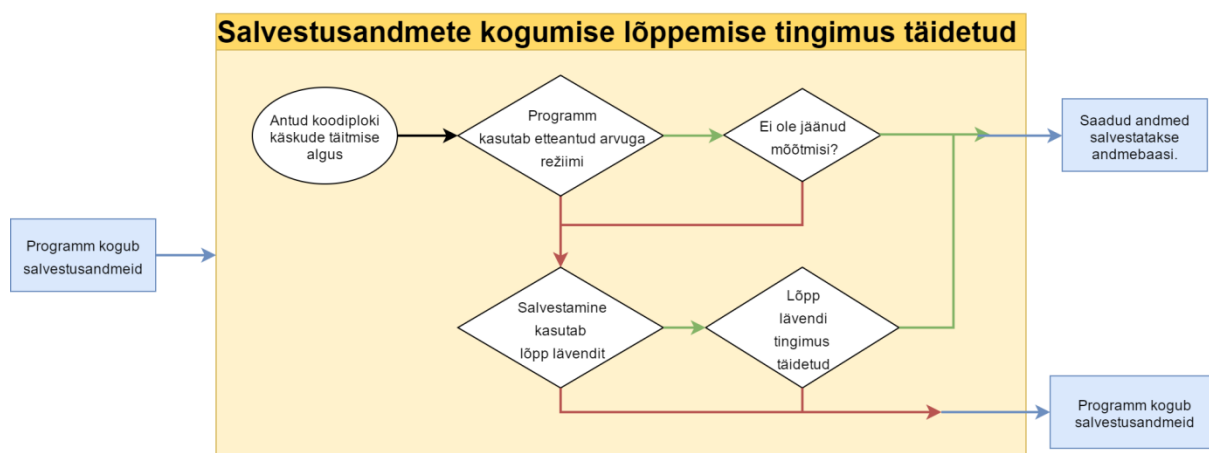 Salvestusandmete kogumise lõppemise tingimus täidetud
Antud koodiploki
käskude täitmise
algus
Programm
kasutab etteantud arvuga
režiimi
Ei ole jäänud
mõõtmisi?
Saadud andmed
salvestatakse
andmebaasi.
Programm kogub
salvestusandmeid
Salvestamine
kasutab
lõpp lävendit
Lõpp
lävendi
tingimus
täidetud
Programm kogub
salvestusandmeid